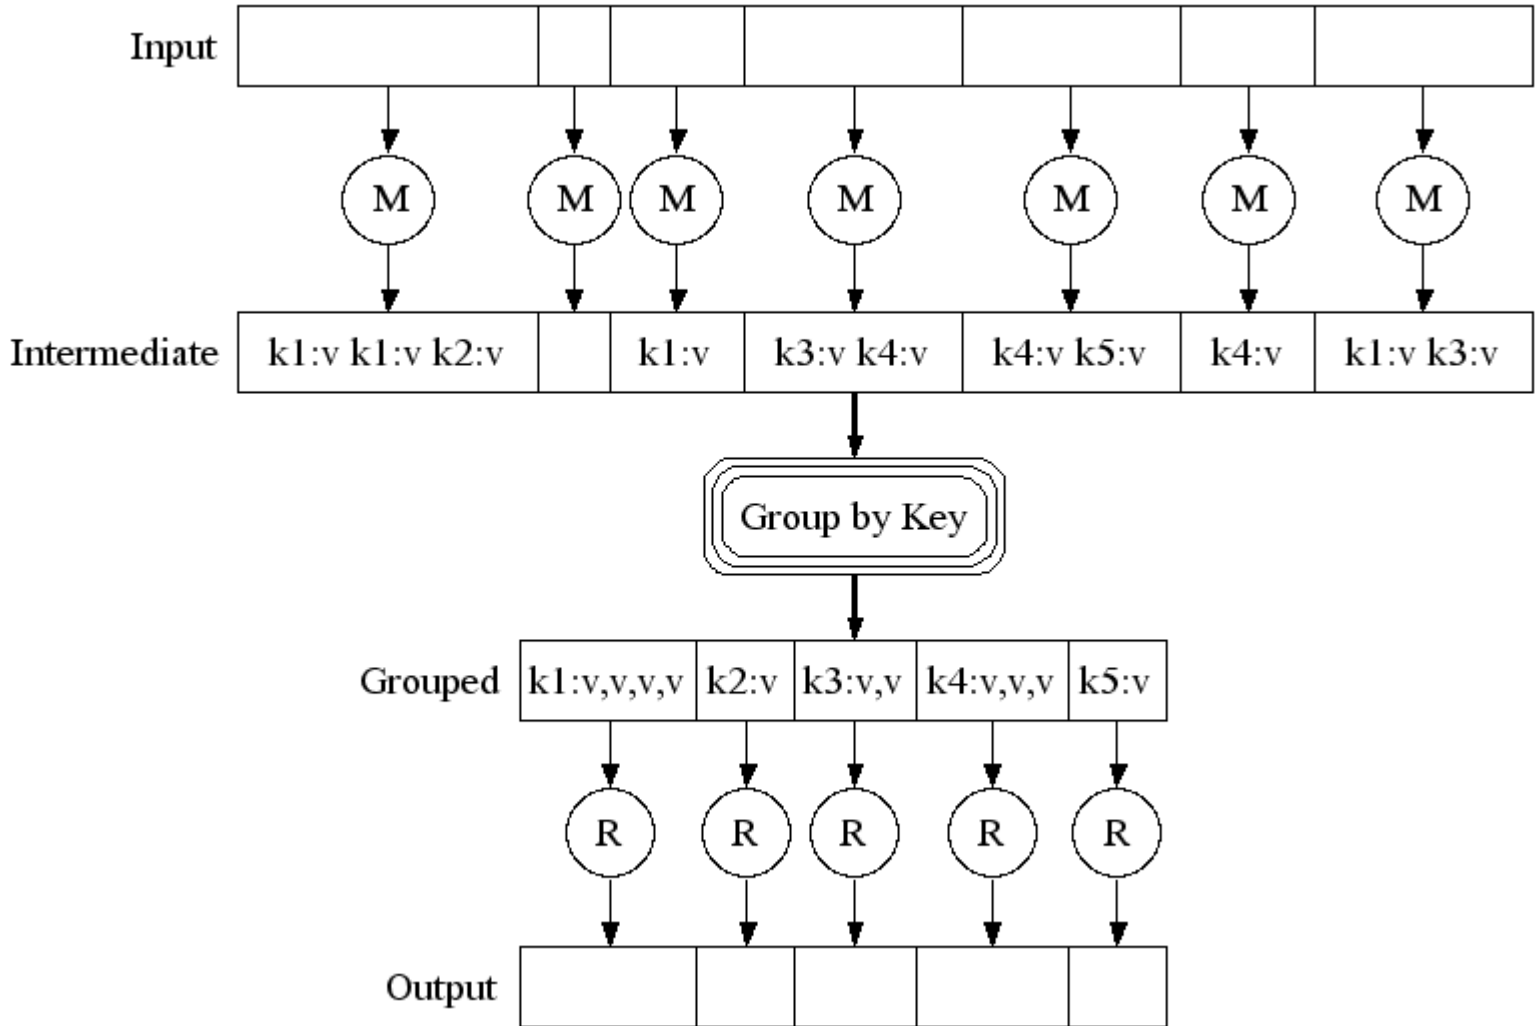 Input
M M M M M M M
Intermediate k1:v k1:v k2:v k1:v k3:v k4:v k4:v k5:v k4:v k1:v k3:v
Group by Key
Grouped k1:v,v,v,v k2:v k3:v,v k4:v,v,v k5:v
R R R R R
Output